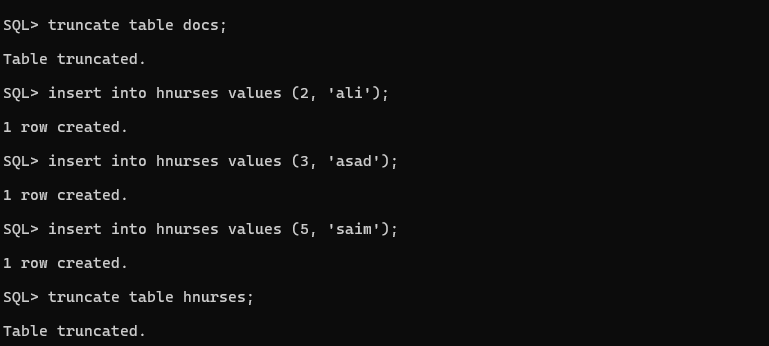 SQL> truncate table docs;
Table truncated.
SQL> insert into hnurses values (2, 'ali');
1 row created.
SQL> insert into hnurses values (3, 'asad');
1 row created.
SQL> insert into hnurses values (5, 'saim');
1 row created.
SQL> truncate table hnurses;
Table truncated.